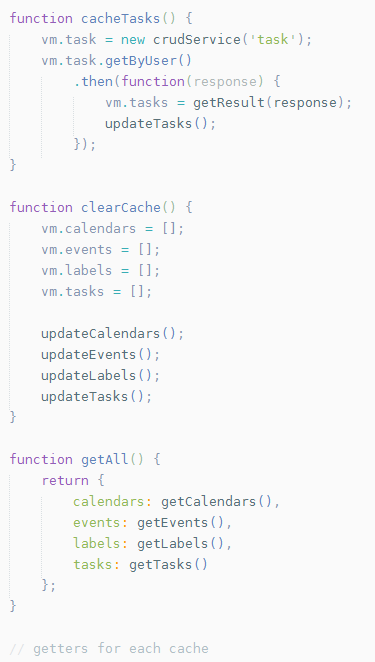 function cacheTasks() {
    vm.task = new crudService('task');
    vm.task.getByUser()
        .then(function(response) {
            vm.tasks = getResult(response);
            updateTasks();
        });
}

function clearCache() {
    vm.calendars = [];
    vm.events = [];
    vm.labels = [];
    vm.tasks = [];

    updateCalendars();
    updateEvents();
    updateLabels();
    updateTasks();
}

function getAll() {
    return {
        calendars: getCalendars(),
        events: getEvents(),
        labels: getLabels(),
        tasks: getTasks()
    };
}

// getters for each cache